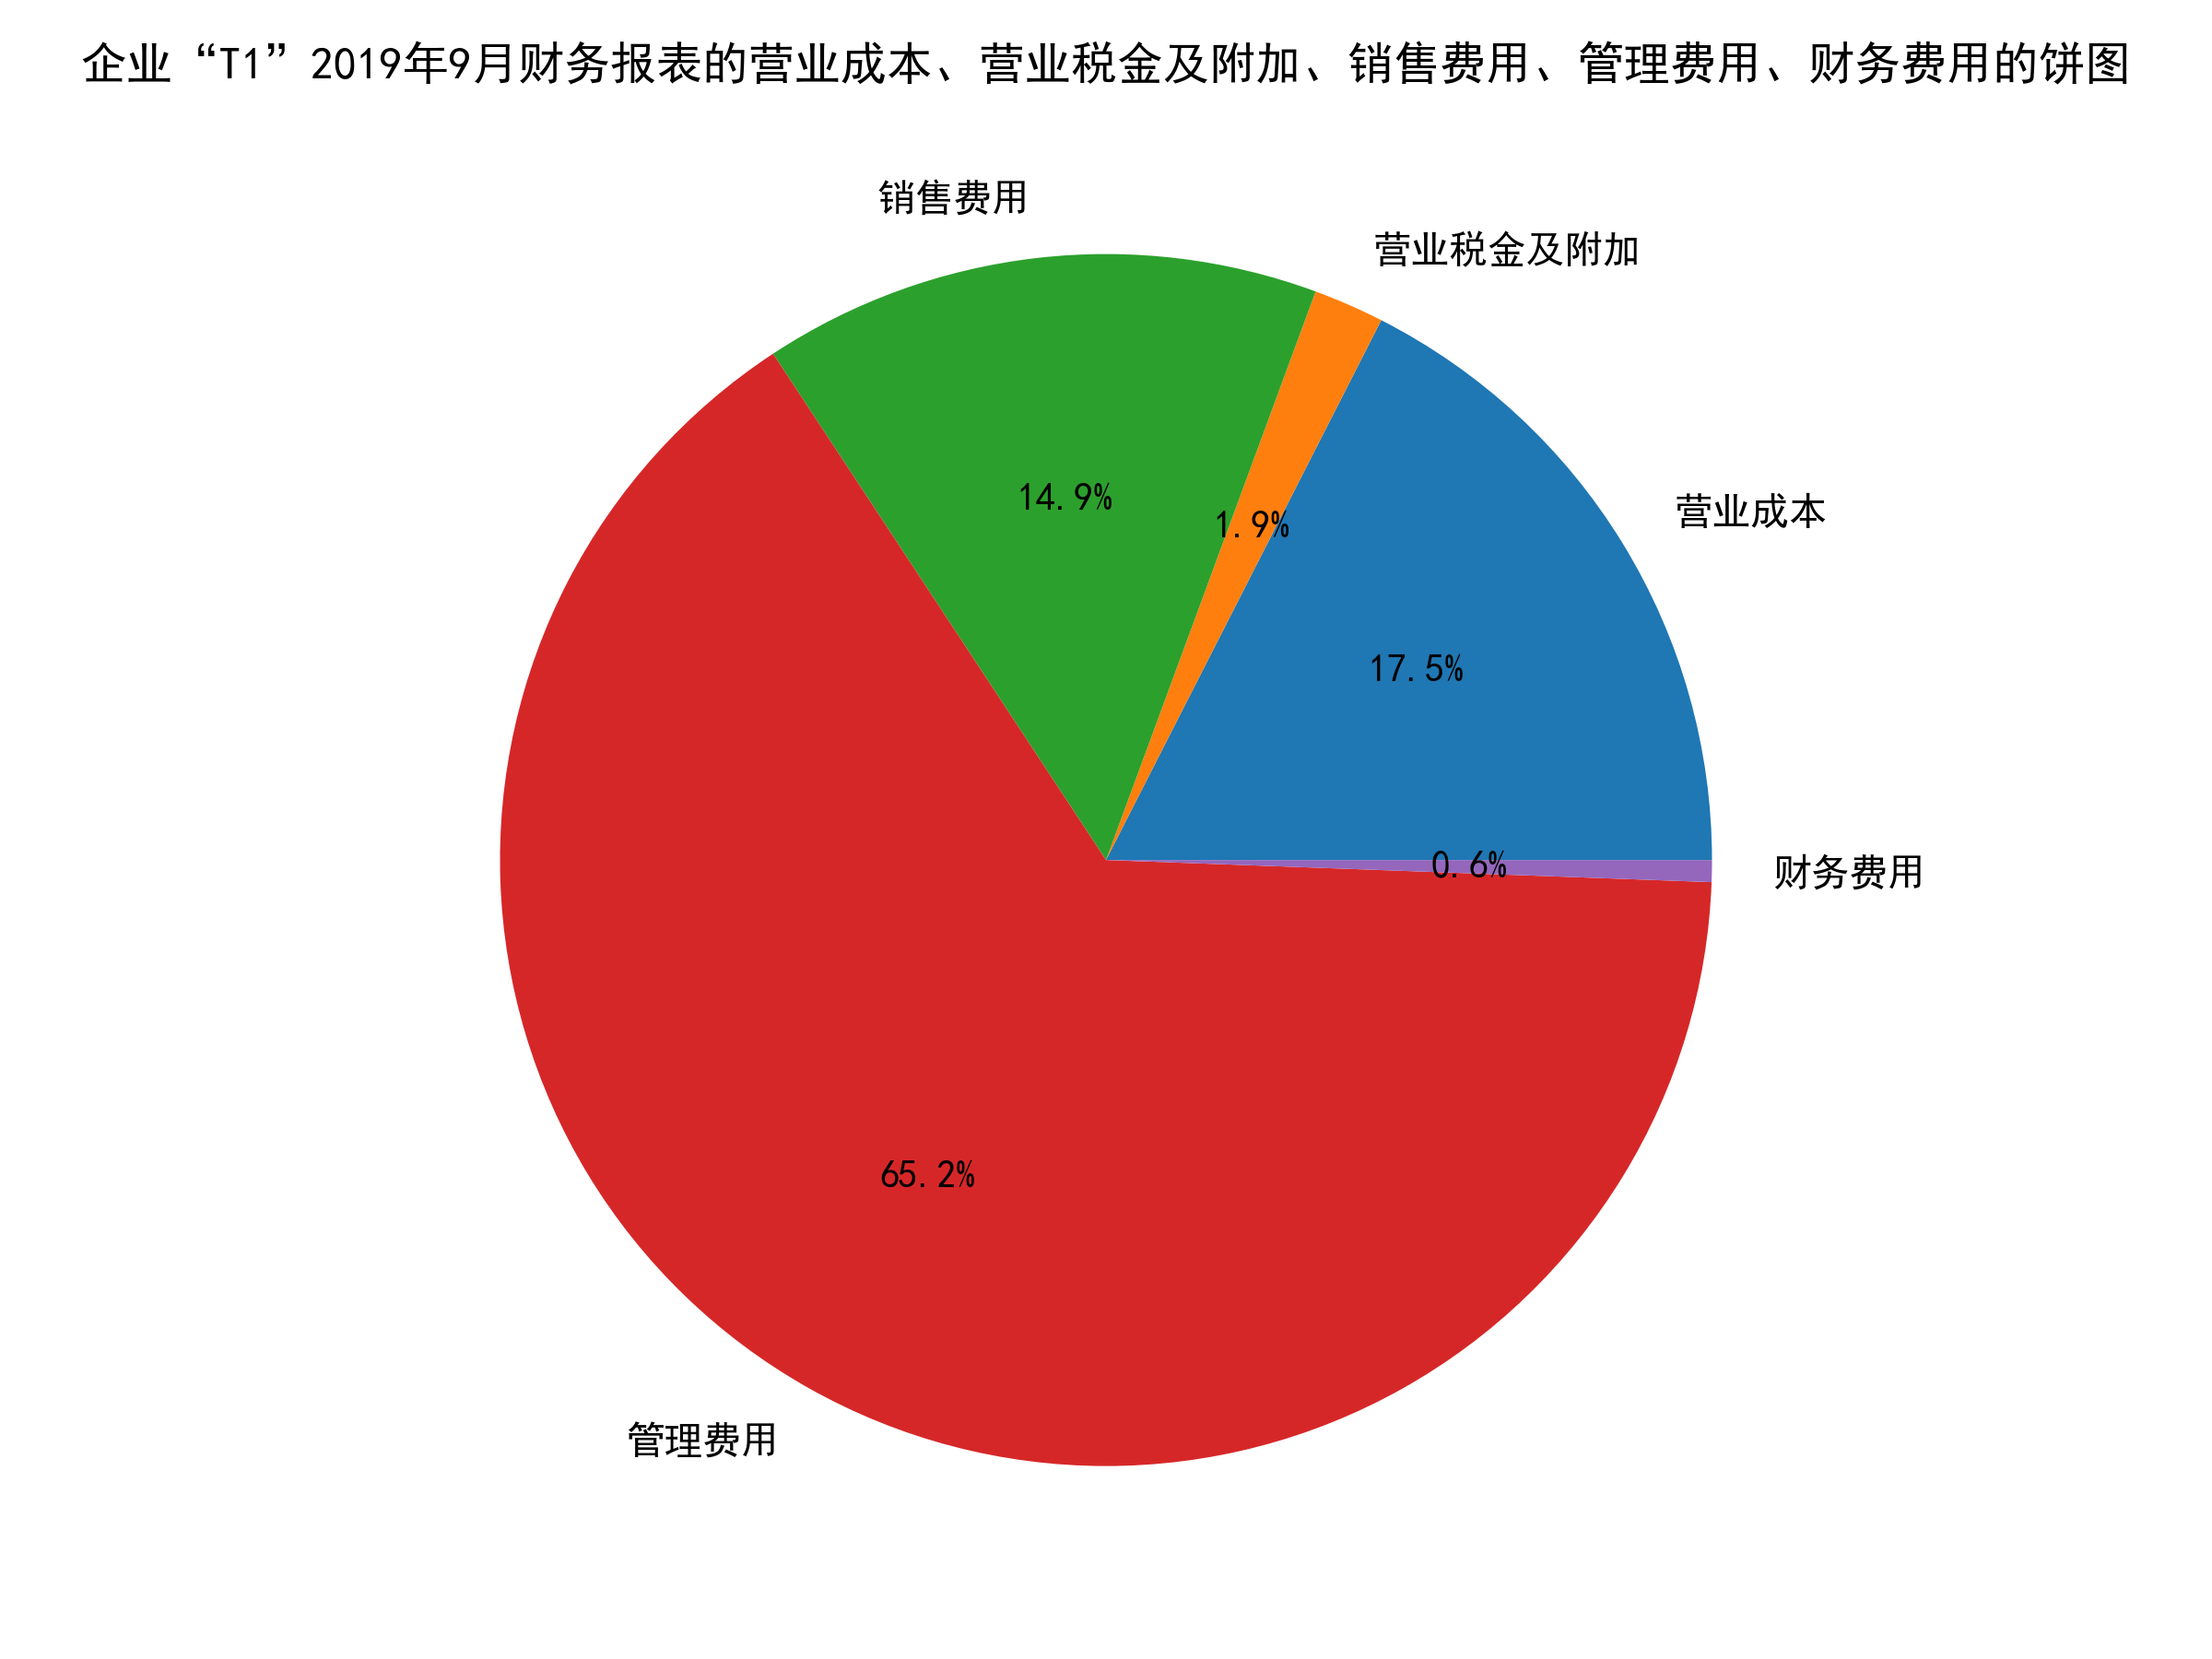 企业“T1”2019年9月财务报表的营业成本、营业税金及附加、销售费用、管理费用、财务费用的饼图
销售费用
营业税金及附加
营业成本
14.9%
1.9%
17.5%
0.6%
财务费用
65.2%
管理费用